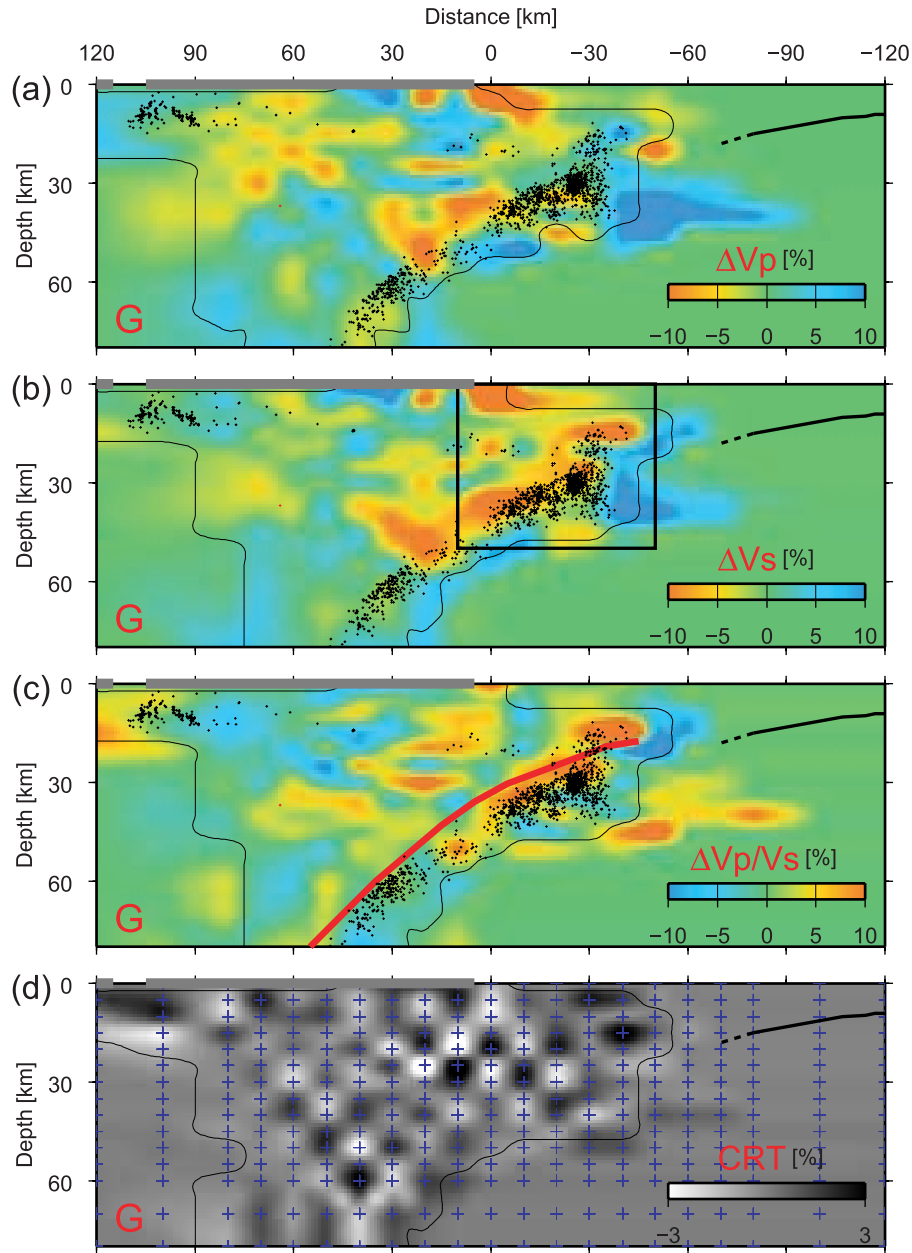 Distance [km]
120 90 60 30 0 −30 −60 −90 −120
(a)
0
30
60
Depth [km]
G
ΔVp [%]
−10 −5 0 5 10
(b)
0
30
60
Depth [km]
G
ΔVs [%]
−10 −5 0 5 10
(c)
0
30
60
Depth [km]
G
ΔVp/Vs [%]
−10 −5 0 5 10
(d)
0
30
60
Depth [km]
G
CRT [%]
−3 3